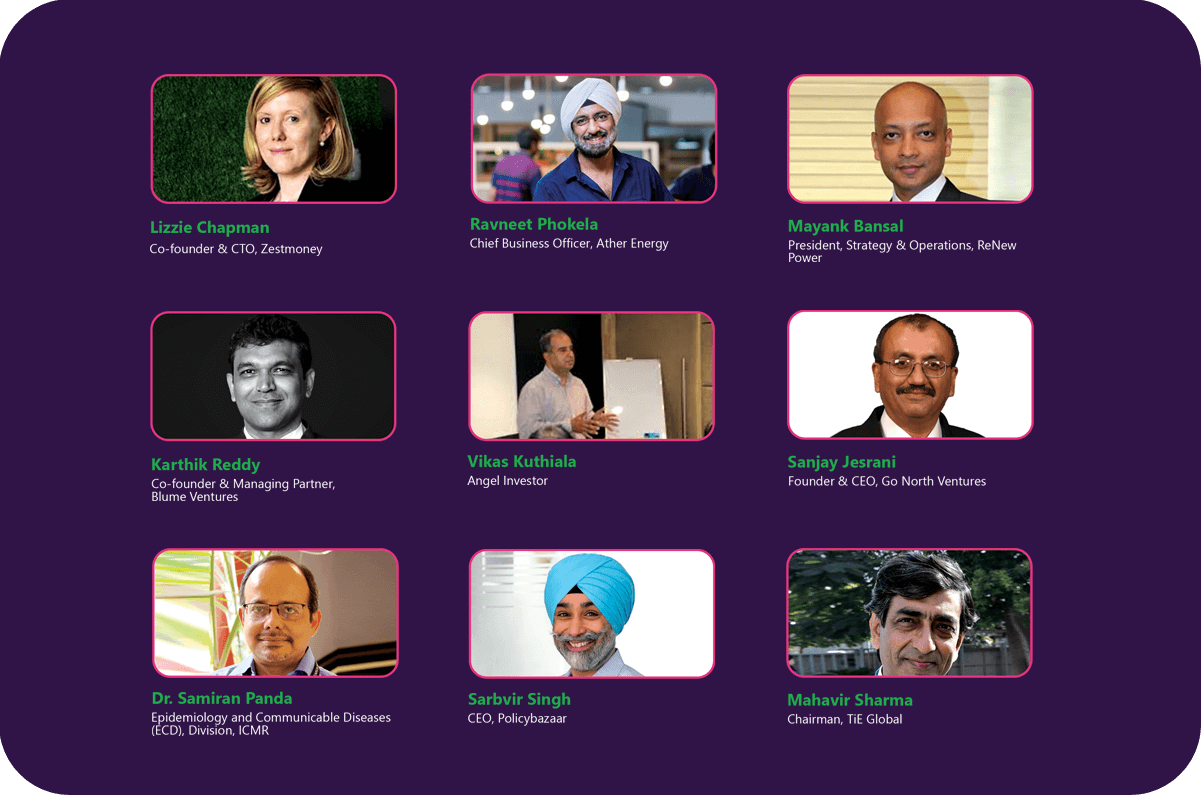 Lizzie Chapman
Co-founder & CTO, Zestmoney
Ravneet Phokela
Chief Business Officer, Ather Energy
Mayank Bansal
President, Strategy & Operations, ReNew
Power
Karthik Reddy
Co-founder & Managing Partner,
Blume Ventures
Vikas Kuthiala
Angel Investor
Sanjay Jesrani
Founder & CEO, Go North Ventures
Dr. Samiran Panda
Epidemiology and Communicable Diseases
(ECD), Division, ICMR
Sarbvir Singh
CEO, Policybazaar
Mahavir Sharma
Chairman, TiE Global